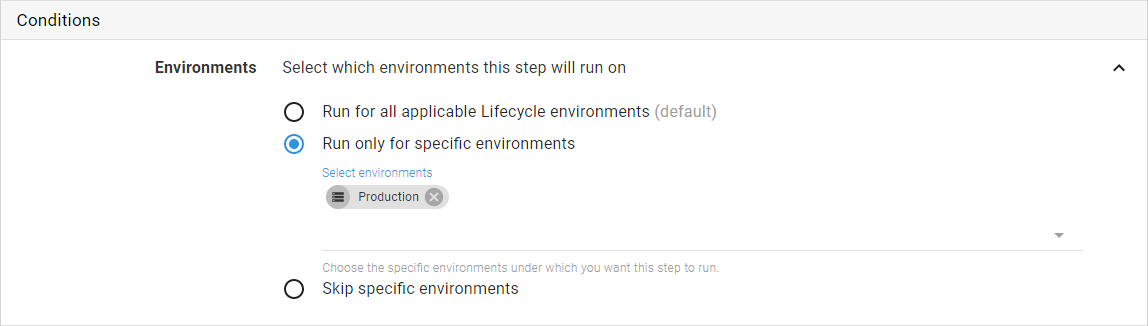 Conditions
Environments Select which environments this step will run on
Run for all applicable Lifecycle environments (default)
Run only for specific environments
Select environments
Production
Choose the specific environments under which you want this step to run.
Skip specific environments